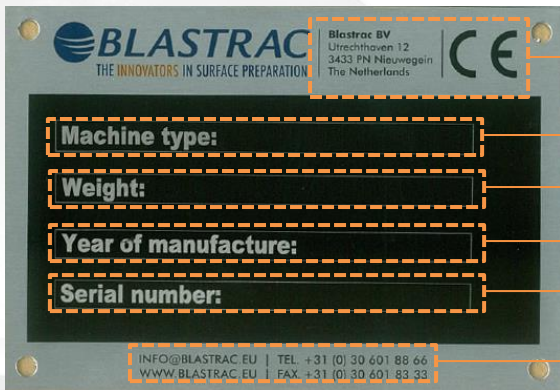 BLASTRAC
THE INNOVATORS IN SURFACE PREPARATION
Blastrac BV
Utrechthaven 12
3433 PN Nieuwegein
The Netherlands
CE
Machine type:
Weight:
Year of manufacture:
Serial number:
INFO@BLASTRAC.EU | TEL. +31 (0) 30 601 88 66
WWW.BLASTRAC.EU | FAX. +31 (0) 30 601 83 33